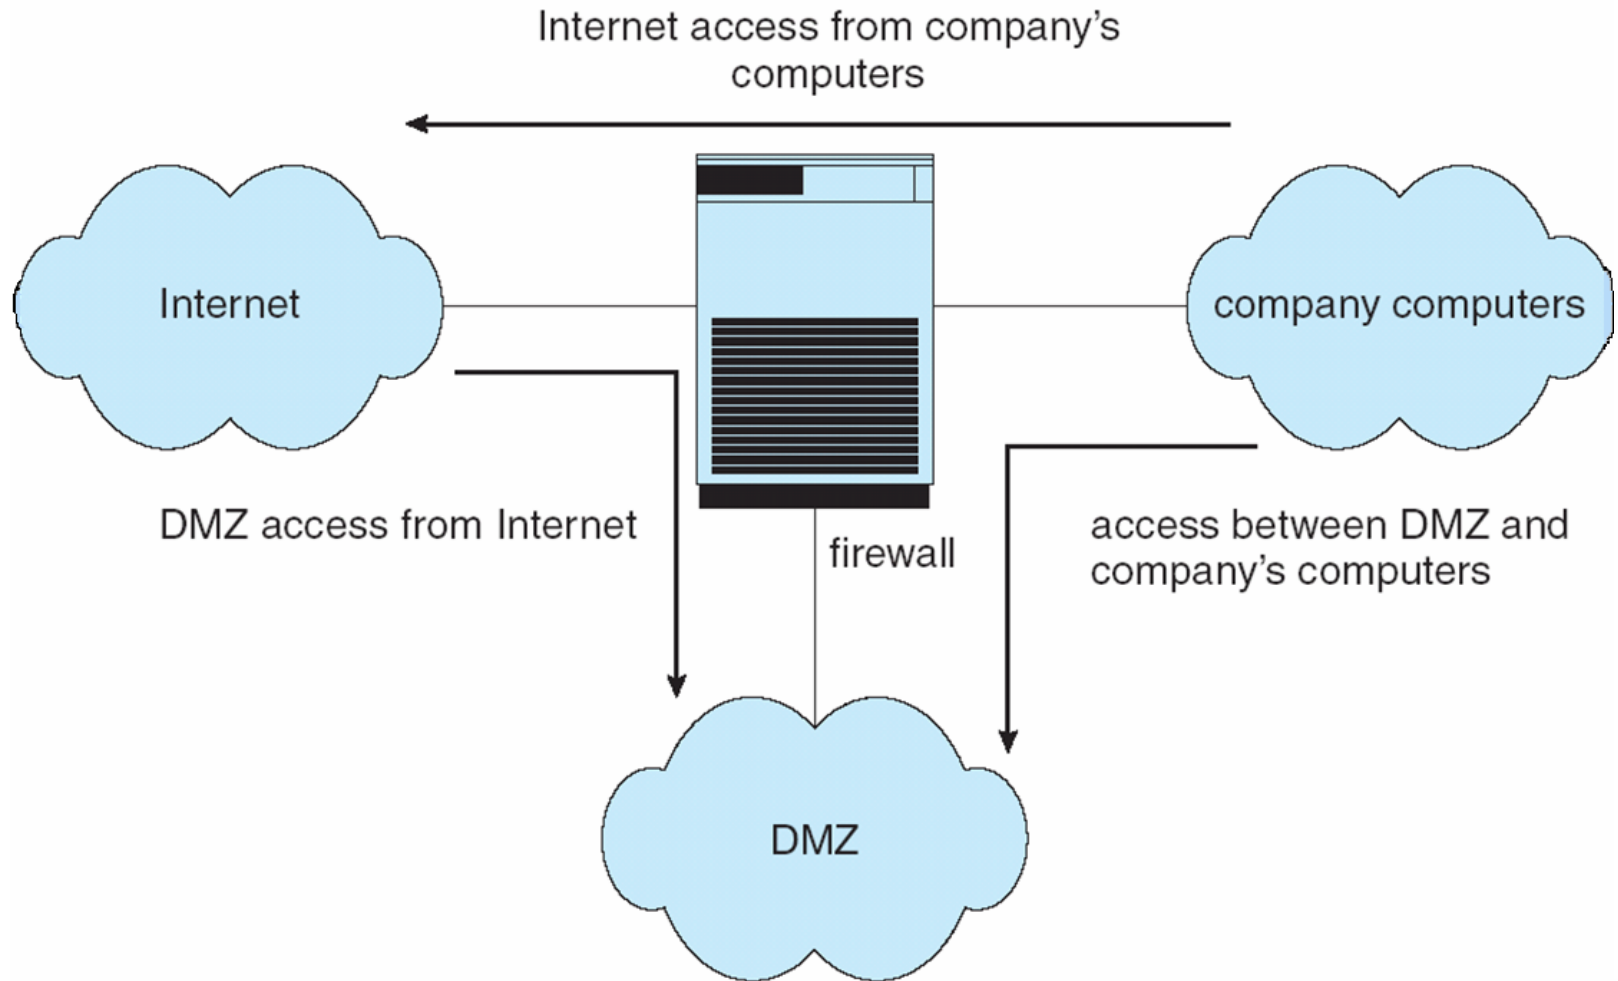 Internet access from company’s
computers
Internet
company computers
DMZ access from Internet
firewall
access between DMZ and
company’s computers
DMZ